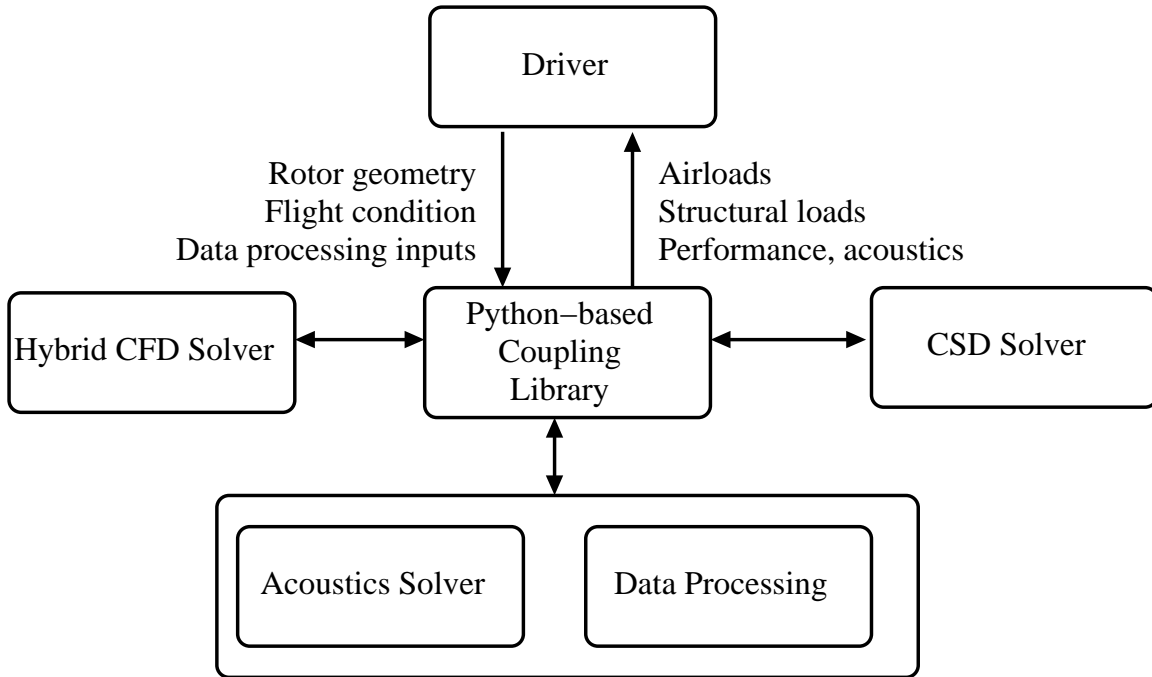 Driver
Rotor geometry
Flight condition
Data processing inputs
Airloads
Structural loads
Performance, acoustics
Hybrid CFD Solver
Python−based
Coupling
Library
CSD Solver
Acoustics Solver
Data Processing